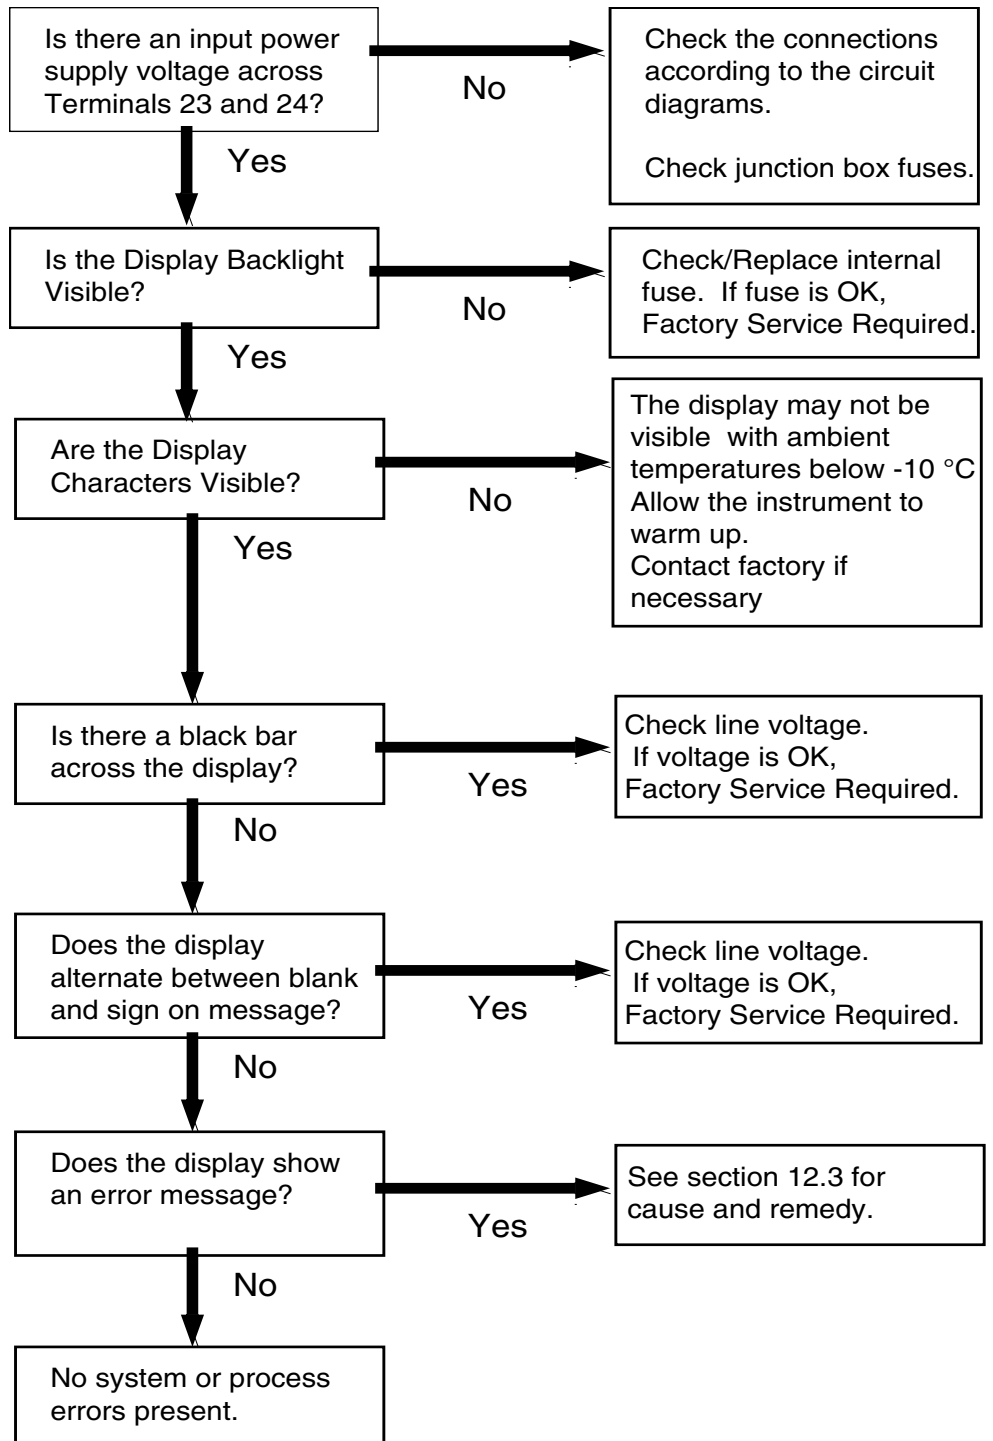 Is there an input power
supply voltage across
Terminals 23 and 24?
No
Check the connections
according to the circuit
diagrams.
Check junction box fuses.
Yes
Is the Display Backlight
Visible?
No
Check/Replace internal
fuse.  If fuse is OK,
Factory Service Required.
Yes
Are the Display
Characters Visible?
No
The display may not be
visible  with ambient
temperatures below -10 °C
Allow the instrument to
warm up.
Contact factory if
necessary
Yes
Is there a black bar
across the display?
Yes
Check line voltage.
If voltage is OK,
Factory Service Required.
No
Does the display
alternate between blank
and sign on message?
Yes
Check line voltage.
If voltage is OK,
Factory Service Required.
No
Does the display show
an error message?
Yes
See section 12.3 for
cause and remedy.
No
No system or process
errors present.